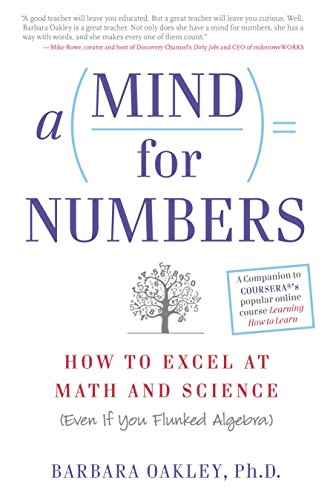 "A good teacher will leave you educated. But a great teacher will leave you curious. Well,
Barbara Oakley is a great teacher. Not only does she have a mind for numbers, she has
a way with words, and she makes every one of them count."
—Mike Rowe, creator and host of Discovery Channel's Dirty Jobs and CEO of mikeroweWORKS
a (MIND
for) =
NUMBERS
A Companion to
COURSERA®'s
popular online
course Learning
How to Learn
HOW TO EXCEL AT
MATH AND SCIENCE
(Even If You Flunked Algebra)
BARBARA OAKLEY, Ph.D.